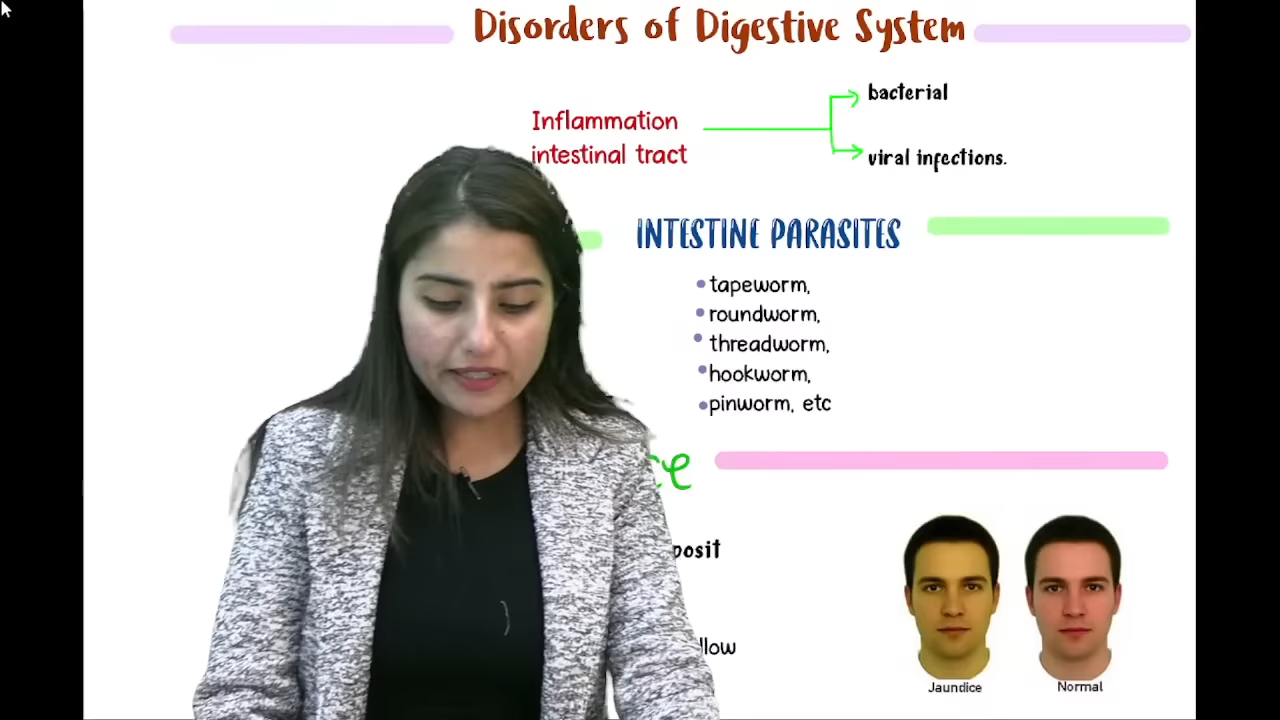 Disorders of Digestive System
Inflammation
intestinal tract
bacterial
viral infections.
INTESTINE PARASITES
tapeworm,
roundworm,
threadworm,
hookworm,
pinworm, etc
Jaundice
Normal